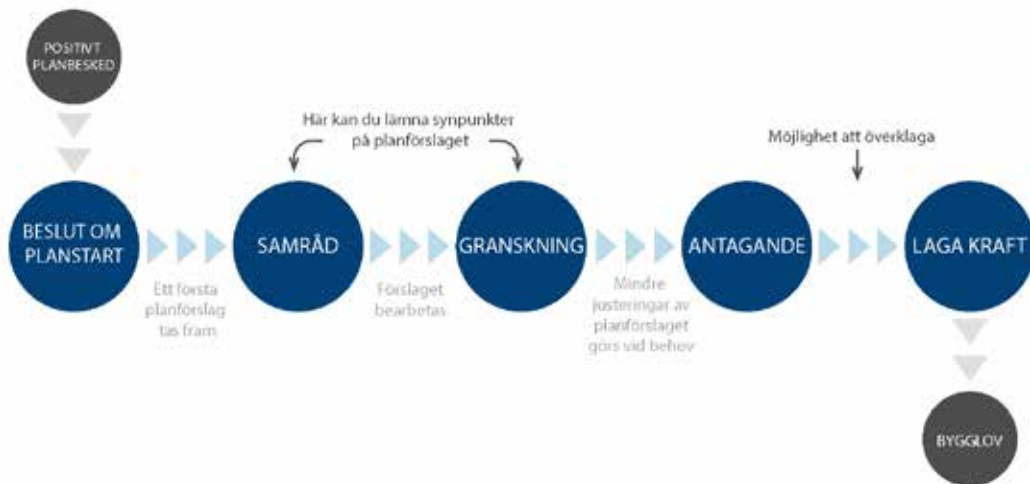 POSITIVT
PLANBESKED
Här kan du lämna synpunkter
på planförslaget
Möjlighet att överklaga
BESLUT OM
PLANSTART
SAMRÅD
GRANSKNING
ANTAGANDE
LAGA KRAFT
Ett första
planförslag
tas fram
Förslaget
bearbetas
Mindre
justeringar av
planförslaget
görs vid behov
BYGGLOV